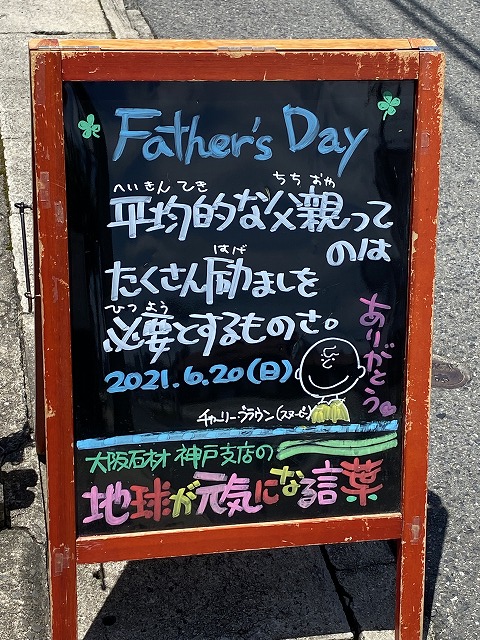 Father's Day
へいきんてき ちちおや
平均的な父親って
のは
はげ
たくさん励ましを
ひつよう
必要とするものさ。
2021.6.20(日)
ありがとう
チャーリーブラウン(スヌーピー)
大阪石材 神戸支店の
地球が元気になる言葉